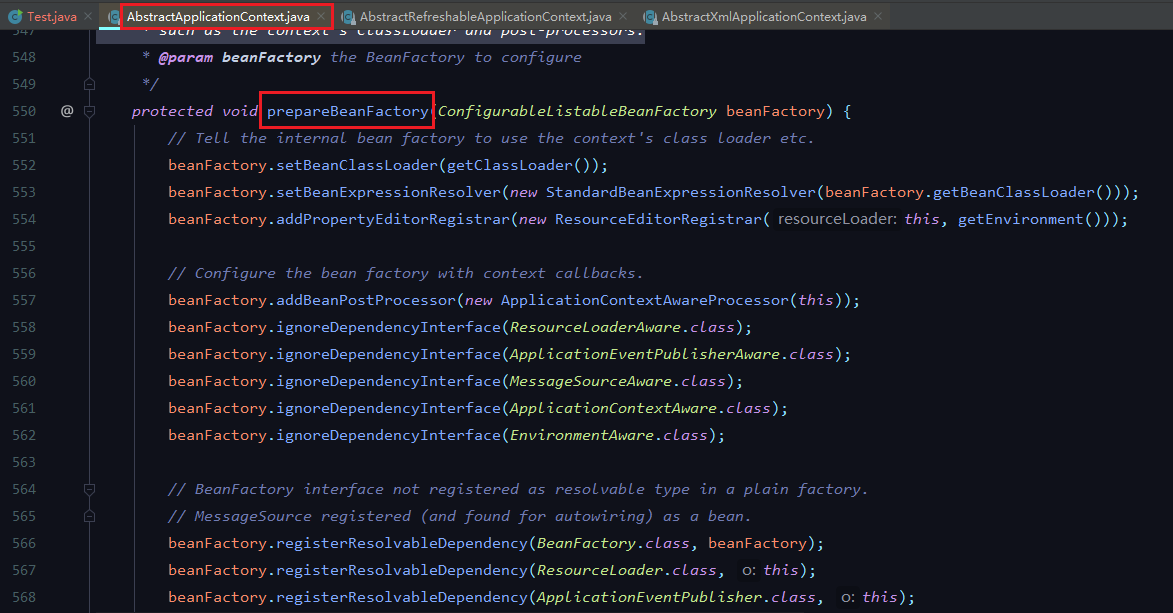 Test.java × AbstractApplicationContext.java × AbstractRefreshableApplicationContext.java × AbstractXmlApplicationContext.java ×
547 * such as the context's ClassLoader and post-processors.
548 * @param beanFactory the BeanFactory to configure
549 */
550 @ protected void prepareBeanFactory(ConfigurableListableBeanFactory beanFactory) {
551 // Tell the internal bean factory to use the context's class loader etc.
552 beanFactory.setBeanClassLoader(getClassLoader());
553 beanFactory.setBeanExpressionResolver(new StandardBeanExpressionResolver(beanFactory.getBeanClassLoader()));
554 beanFactory.addPropertyEditorRegistrar(new ResourceEditorRegistrar( resourceLoader: this, getEnvironment()));
555
556 // Configure the bean factory with context callbacks.
557 beanFactory.addBeanPostProcessor(new ApplicationContextAwareProcessor(this));
558 beanFactory.ignoreDependencyInterface(ResourceLoaderAware.class);
559 beanFactory.ignoreDependencyInterface(ApplicationEventPublisherAware.class);
560 beanFactory.ignoreDependencyInterface(MessageSourceAware.class);
561 beanFactory.ignoreDependencyInterface(ApplicationContextAware.class);
562 beanFactory.ignoreDependencyInterface(EnvironmentAware.class);
563
564 // BeanFactory interface not registered as resolvable type in a plain factory.
565 // MessageSource registered (and found for autowiring) as a bean.
566 beanFactory.registerResolvableDependency(BeanFactory.class, beanFactory);
567 beanFactory.registerResolvableDependency(ResourceLoader.class, o: this);
568 beanFactory.registerResolvableDependency(ApplicationEventPublisher.class, o: this);